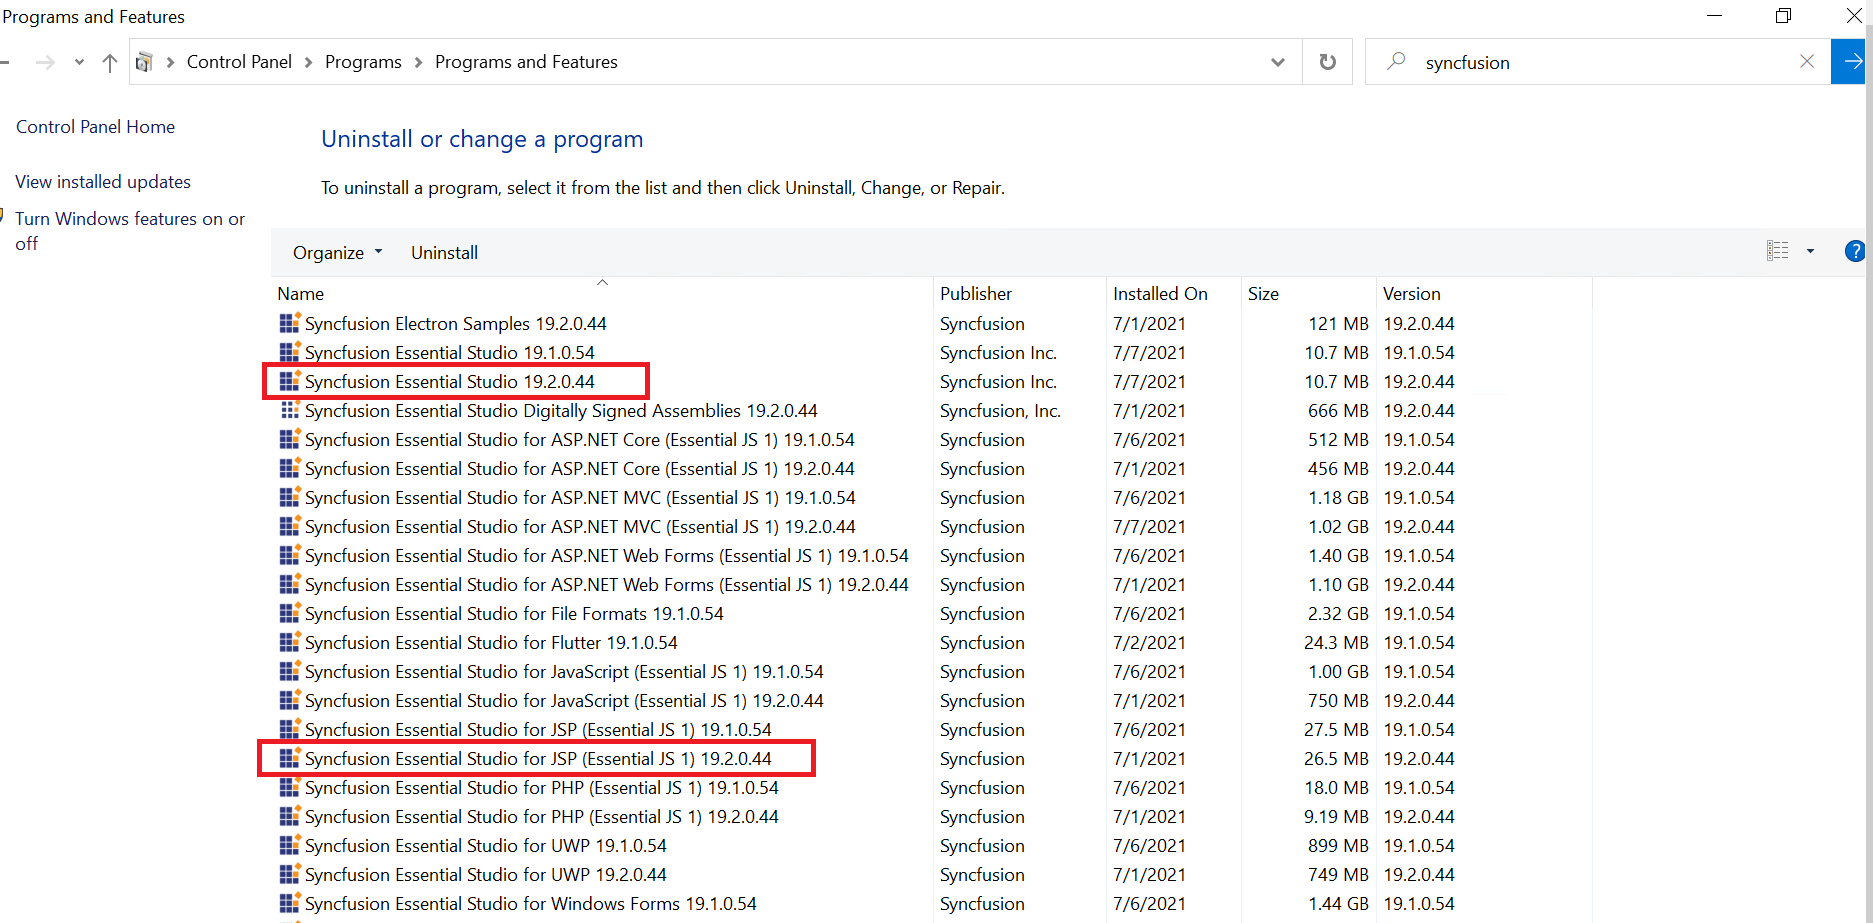 Programs and Features
Control Panel > Programs > Programs and Features
syncfusion
Control Panel Home
View installed updates
Turn Windows features on or
off
Uninstall or change a program
To uninstall a program, select it from the list and then click Uninstall, Change, or Repair.
Organize Uninstall ?
Name Publisher Installed On Size Version
Syncfusion Electron Samples 19.2.0.44 Syncfusion 7/1/2021 121 MB 19.2.0.44
Syncfusion Essential Studio 19.1.0.54 Syncfusion Inc. 7/7/2021 10.7 MB 19.1.0.54
Syncfusion Essential Studio 19.2.0.44 Syncfusion Inc. 7/7/2021 10.7 MB 19.2.0.44
Syncfusion Essential Studio Digitally Signed Assemblies 19.2.0.44 Syncfusion, Inc. 7/1/2021 666 MB 19.2.0.44
Syncfusion Essential Studio for ASP.NET Core (Essential JS 1) 19.1.0.54 Syncfusion 7/6/2021 512 MB 19.1.0.54
Syncfusion Essential Studio for ASP.NET Core (Essential JS 1) 19.2.0.44 Syncfusion 7/1/2021 456 MB 19.2.0.44
Syncfusion Essential Studio for ASP.NET MVC (Essential JS 1) 19.1.0.54 Syncfusion 7/6/2021 1.18 GB 19.1.0.54
Syncfusion Essential Studio for ASP.NET MVC (Essential JS 1) 19.2.0.44 Syncfusion 7/7/2021 1.02 GB 19.2.0.44
Syncfusion Essential Studio for ASP.NET Web Forms (Essential JS 1) 19.1.0.54 Syncfusion 7/6/2021 1.40 GB 19.1.0.54
Syncfusion Essential Studio for ASP.NET Web Forms (Essential JS 1) 19.2.0.44 Syncfusion 7/1/2021 1.10 GB 19.2.0.44
Syncfusion Essential Studio for File Formats 19.1.0.54 Syncfusion 7/6/2021 2.32 GB 19.1.0.54
Syncfusion Essential Studio for Flutter 19.1.0.54 Syncfusion 7/2/2021 24.3 MB 19.1.0.54
Syncfusion Essential Studio for JavaScript (Essential JS 1) 19.1.0.54 Syncfusion 7/6/2021 1.00 GB 19.1.0.54
Syncfusion Essential Studio for JavaScript (Essential JS 1) 19.2.0.44 Syncfusion 7/1/2021 750 MB 19.2.0.44
Syncfusion Essential Studio for JSP (Essential JS 1) 19.1.0.54 Syncfusion 7/6/2021 27.5 MB 19.1.0.54
Syncfusion Essential Studio for JSP (Essential JS 1) 19.2.0.44 Syncfusion 7/1/2021 26.5 MB 19.2.0.44
Syncfusion Essential Studio for PHP (Essential JS 1) 19.1.0.54 Syncfusion 7/6/2021 18.0 MB 19.1.0.54
Syncfusion Essential Studio for PHP (Essential JS 1) 19.2.0.44 Syncfusion 7/1/2021 9.19 MB 19.2.0.44
Syncfusion Essential Studio for UWP 19.1.0.54 Syncfusion 7/6/2021 899 MB 19.1.0.54
Syncfusion Essential Studio for UWP 19.2.0.44 Syncfusion 7/1/2021 749 MB 19.2.0.44
Syncfusion Essential Studio for Windows Forms 19.1.0.54 Syncfusion 7/6/2021 1.44 GB 19.1.0.54